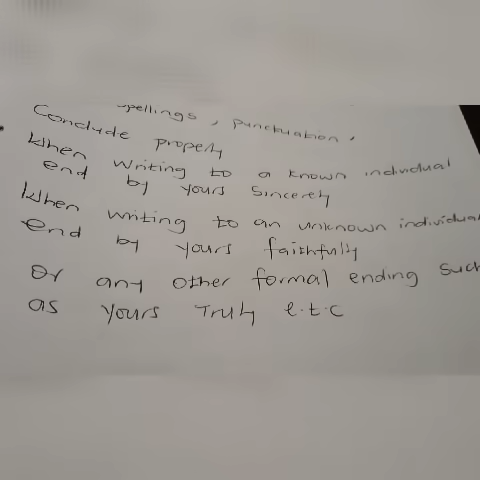 spellings, punctuation,
Conclude properly
When writing to a known individual
end by yours sincerely
When writing to an unknown individual
end by yours faithfully
or any other formal ending such
as yours Truly e.t.c